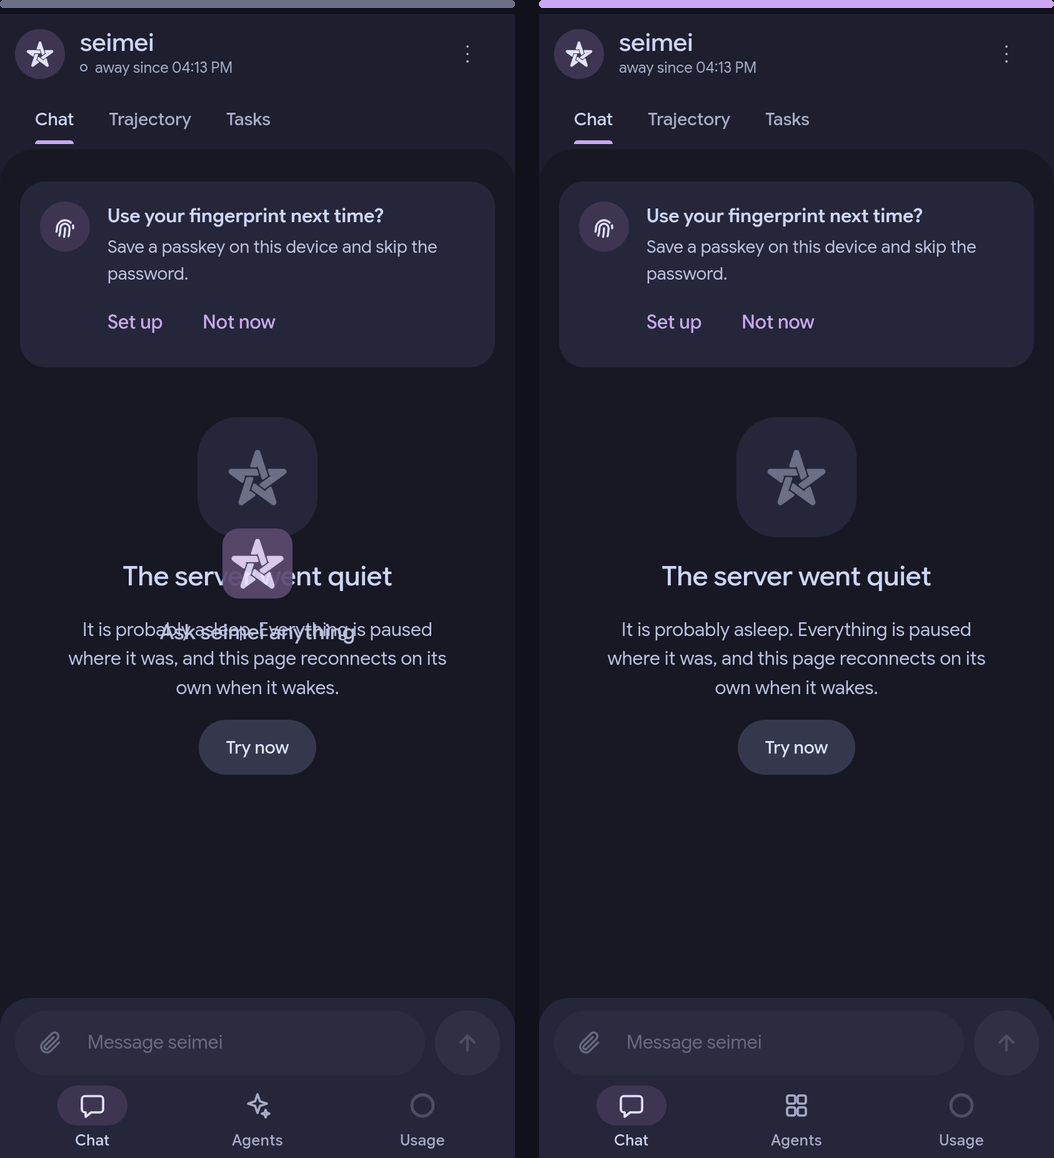 seimei
away since 04:13 PM
Chat Trajectory Tasks
Use your fingerprint next time?
Save a passkey on this device and skip the
password.
Set up Not now
The server went quiet
Ask seimei anything
It is probably asleep. Everything is paused
where it was, and this page reconnects on its
own when it wakes.
Try now
Message seimei
Chat Agents Usage
seimei
away since 04:13 PM
Chat Trajectory Tasks
Use your fingerprint next time?
Save a passkey on this device and skip the
password.
Set up Not now
The server went quiet
It is probably asleep. Everything is paused
where it was, and this page reconnects on its
own when it wakes.
Try now
Message seimei
Chat Agents Usage